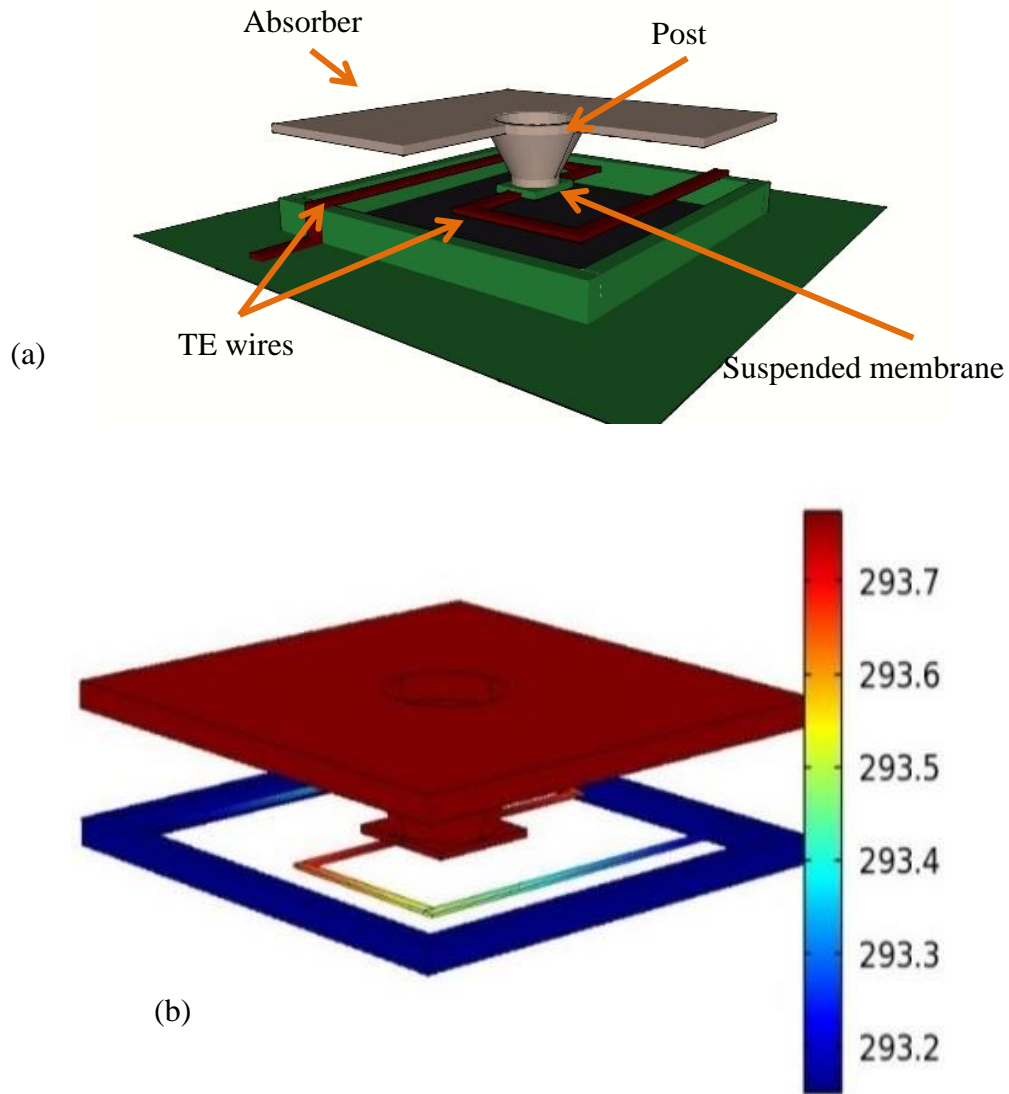 Absorber
Post
TE wires
(a)
Suspended membrane
293.7
293.6
293.5
293.4
293.3
293.2
(b)